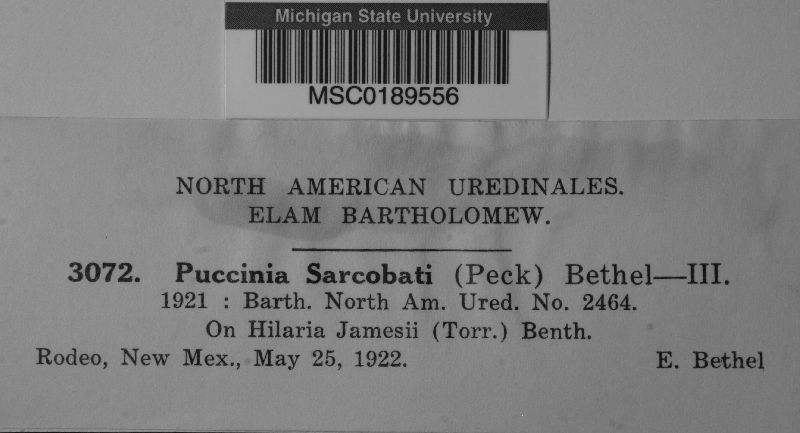 Michigan State University
MSC0189556
NORTH AMERICAN UREDINALES.
ELAM BARTHOLOMEW.
3072. Puccinia Sarcobati (Peck) Bethel—III.
1921 : Barth. North Am. Ured. No. 2464.
On Hilaria Jamesii (Torr.) Benth.
Rodeo, New Mex., May 25, 1922. E. Bethel